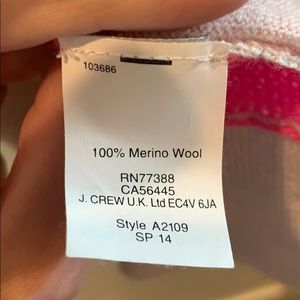 103686
100% Merino Wool
RN77388
CA56445
J. CREW U.K. Ltd EC4V 6JA
Style A2109
SP 14